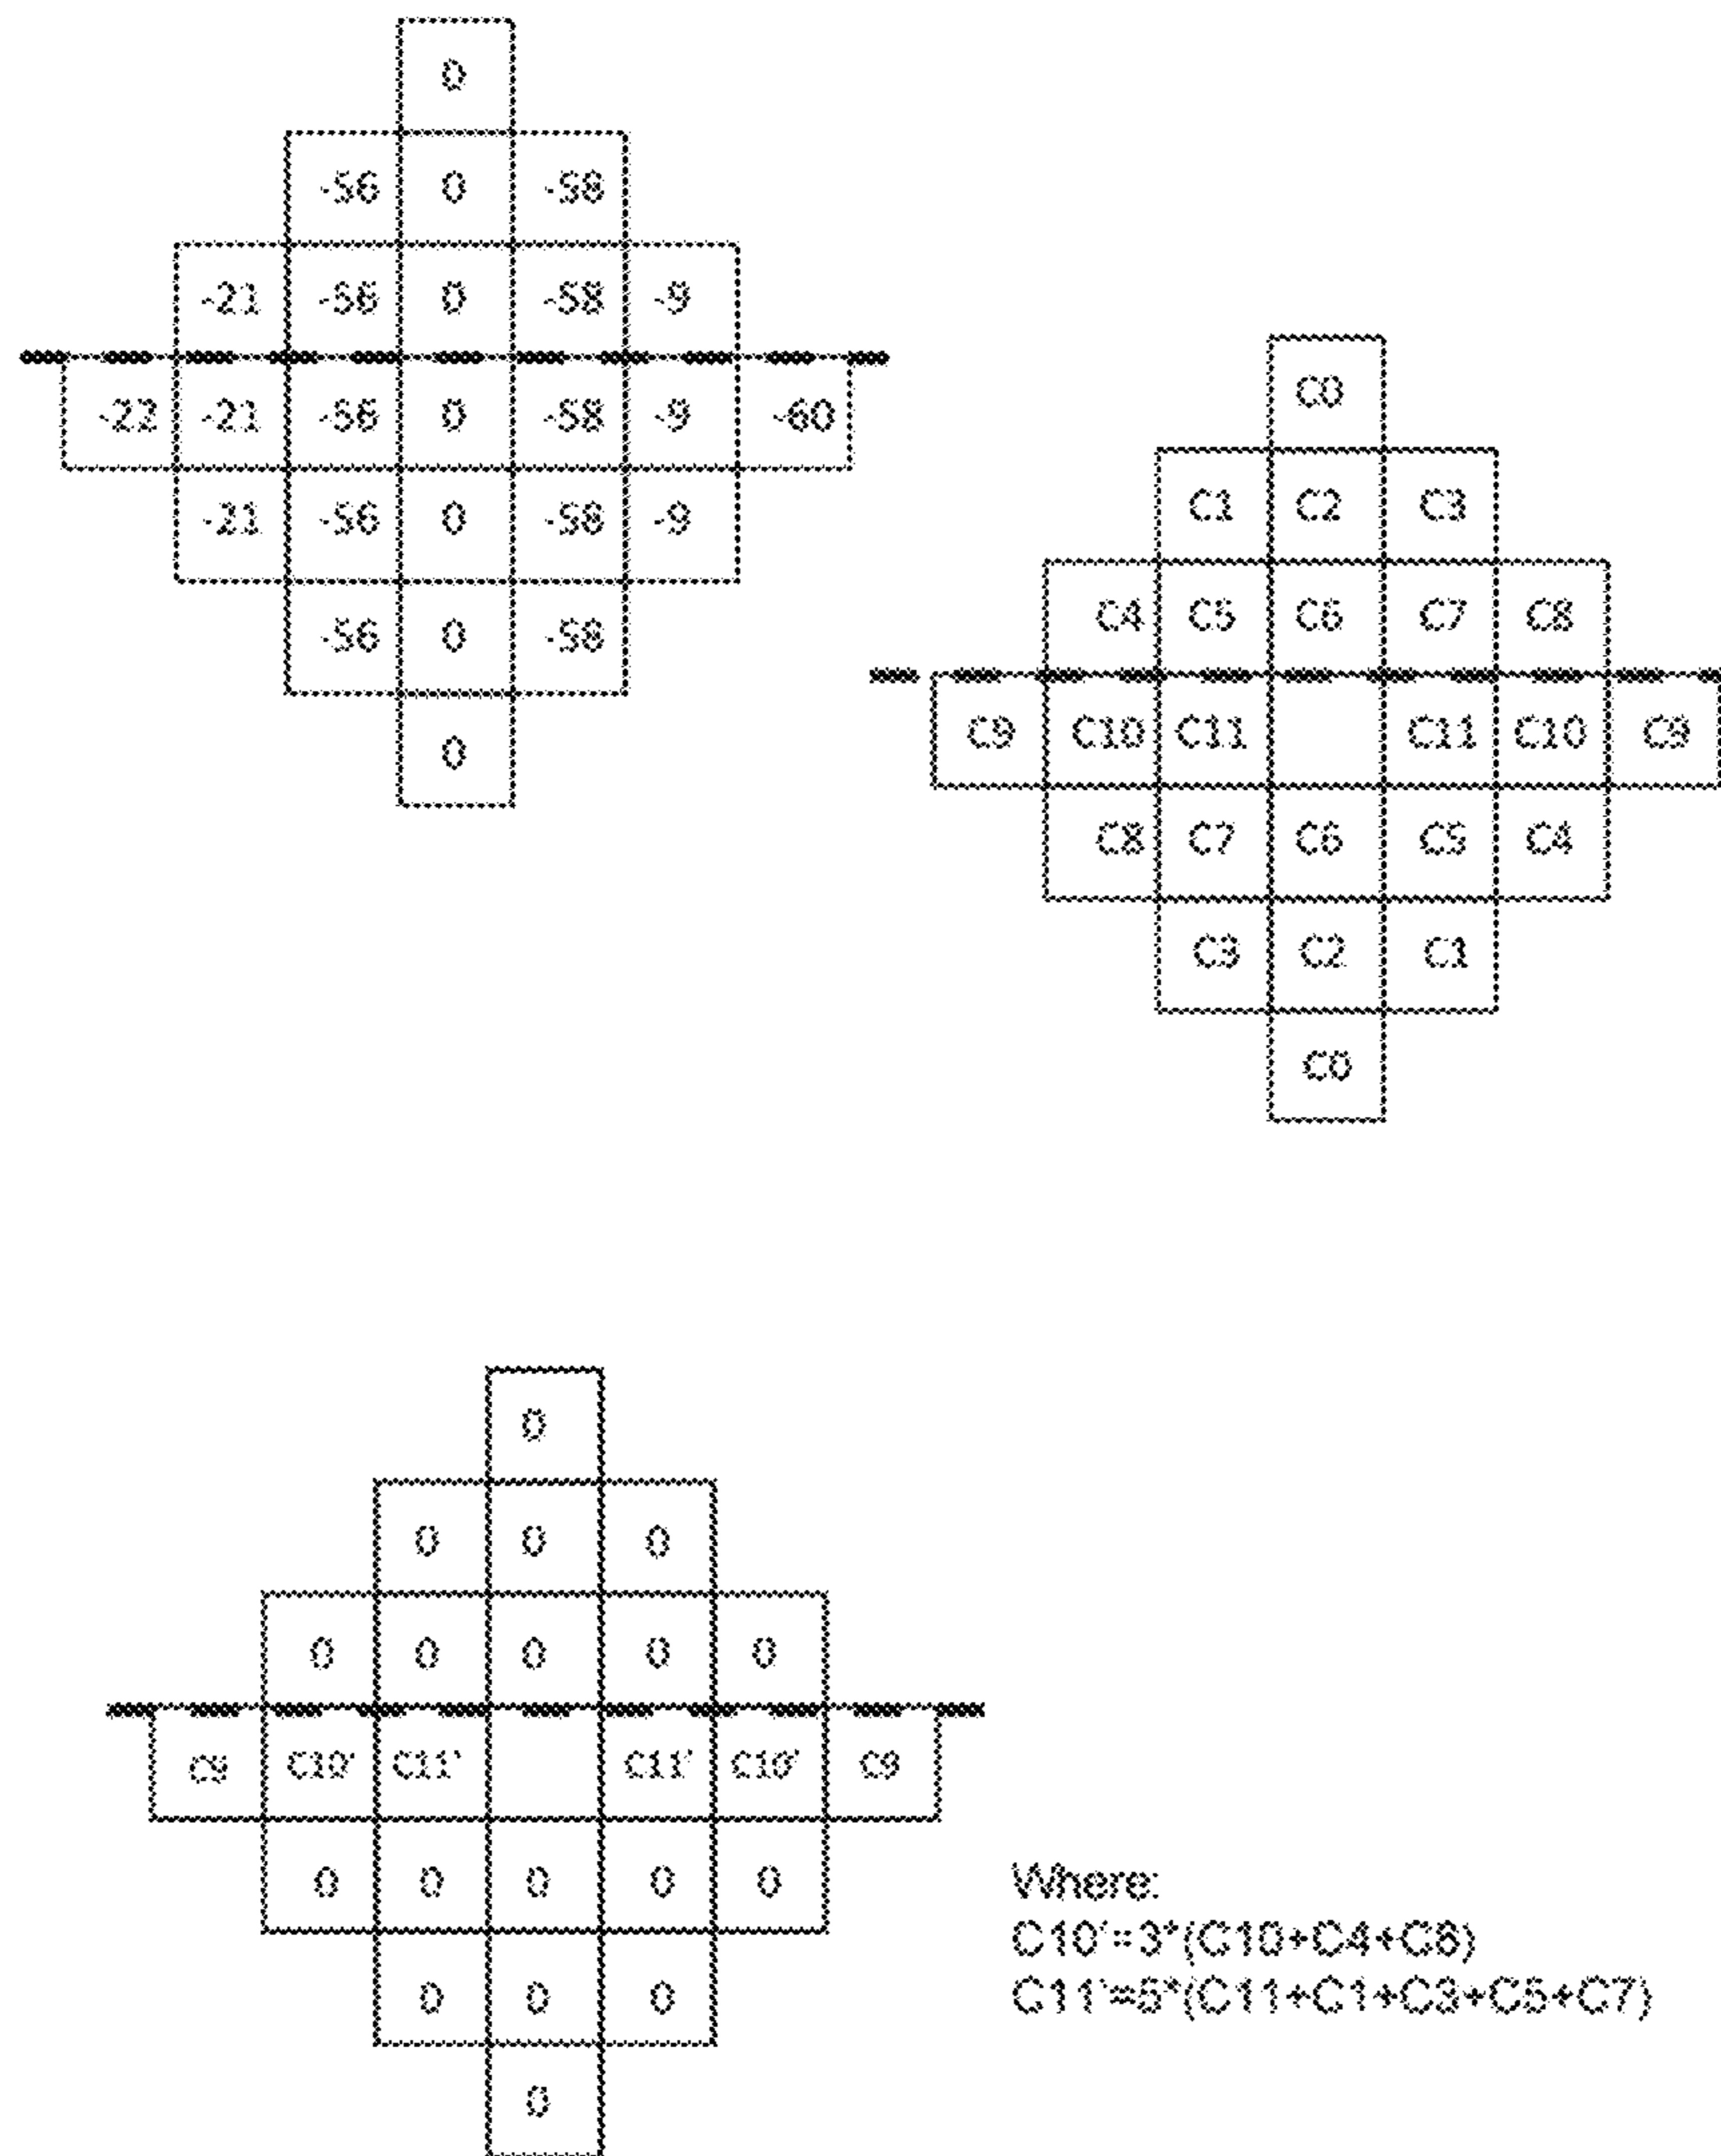 0
-56 0 -58
-21 -56 0 -58 -9
-22 -21 -56 0 -58 -9 -60
-21 -56 0 -58 -9
-56 0 -58
0
C0
C1 C2 C3
C4 C5 C6 C7 C8
C9 C10 C11 C11 C10 C9
C8 C7 C6 C5 C4
C3 C2 C1
C0
0
0 0 0
0 0 0 0 0
C9 C10' C11' C11' C10' C9
0 0 0 0 0
0 0 0
0
Where:
C10'=3*(C10+C4+C8)
C11'=5*(C11+C1+C3+C5+C7)